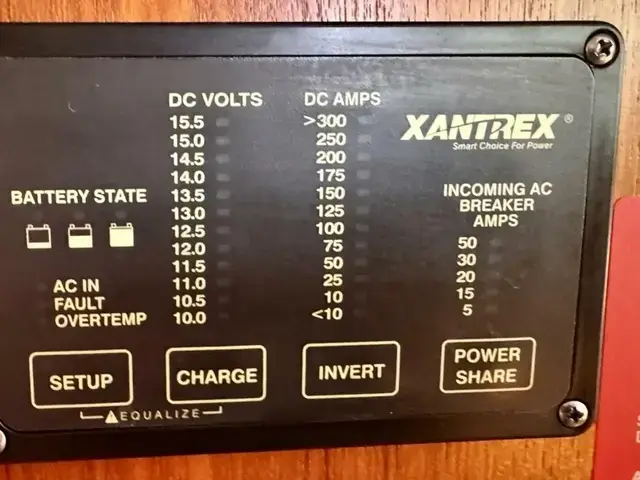 DC VOLTS
15.5
15.0
14.5
14.0
13.5
13.0
12.5
12.0
11.5
11.0
10.5
10.0
DC AMPS
>300
250
200
175
150
125
100
75
50
25
10
<10
XANTREX®
Smart Choice For Power
BATTERY STATE
INCOMING AC
BREAKER
AMPS
50
30
20
15
5
AC IN
FAULT
OVERTEMP
SETUP
CHARGE
INVERT
POWER
SHARE
EQUALIZE